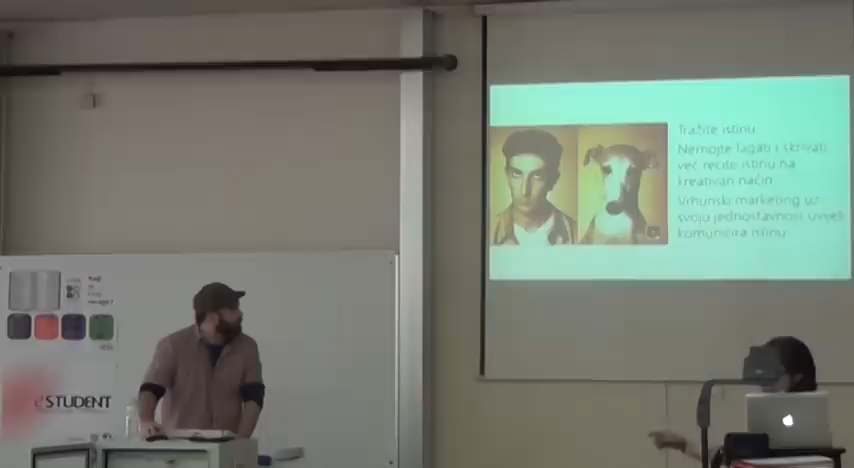 Tražite istinu
Nemojte lagati i skrivati
već recite istinu na
kreativan način
Vrhunski marketing uz
svoju jednostavnost uvijek
komunicira istinu
eSTUDENT